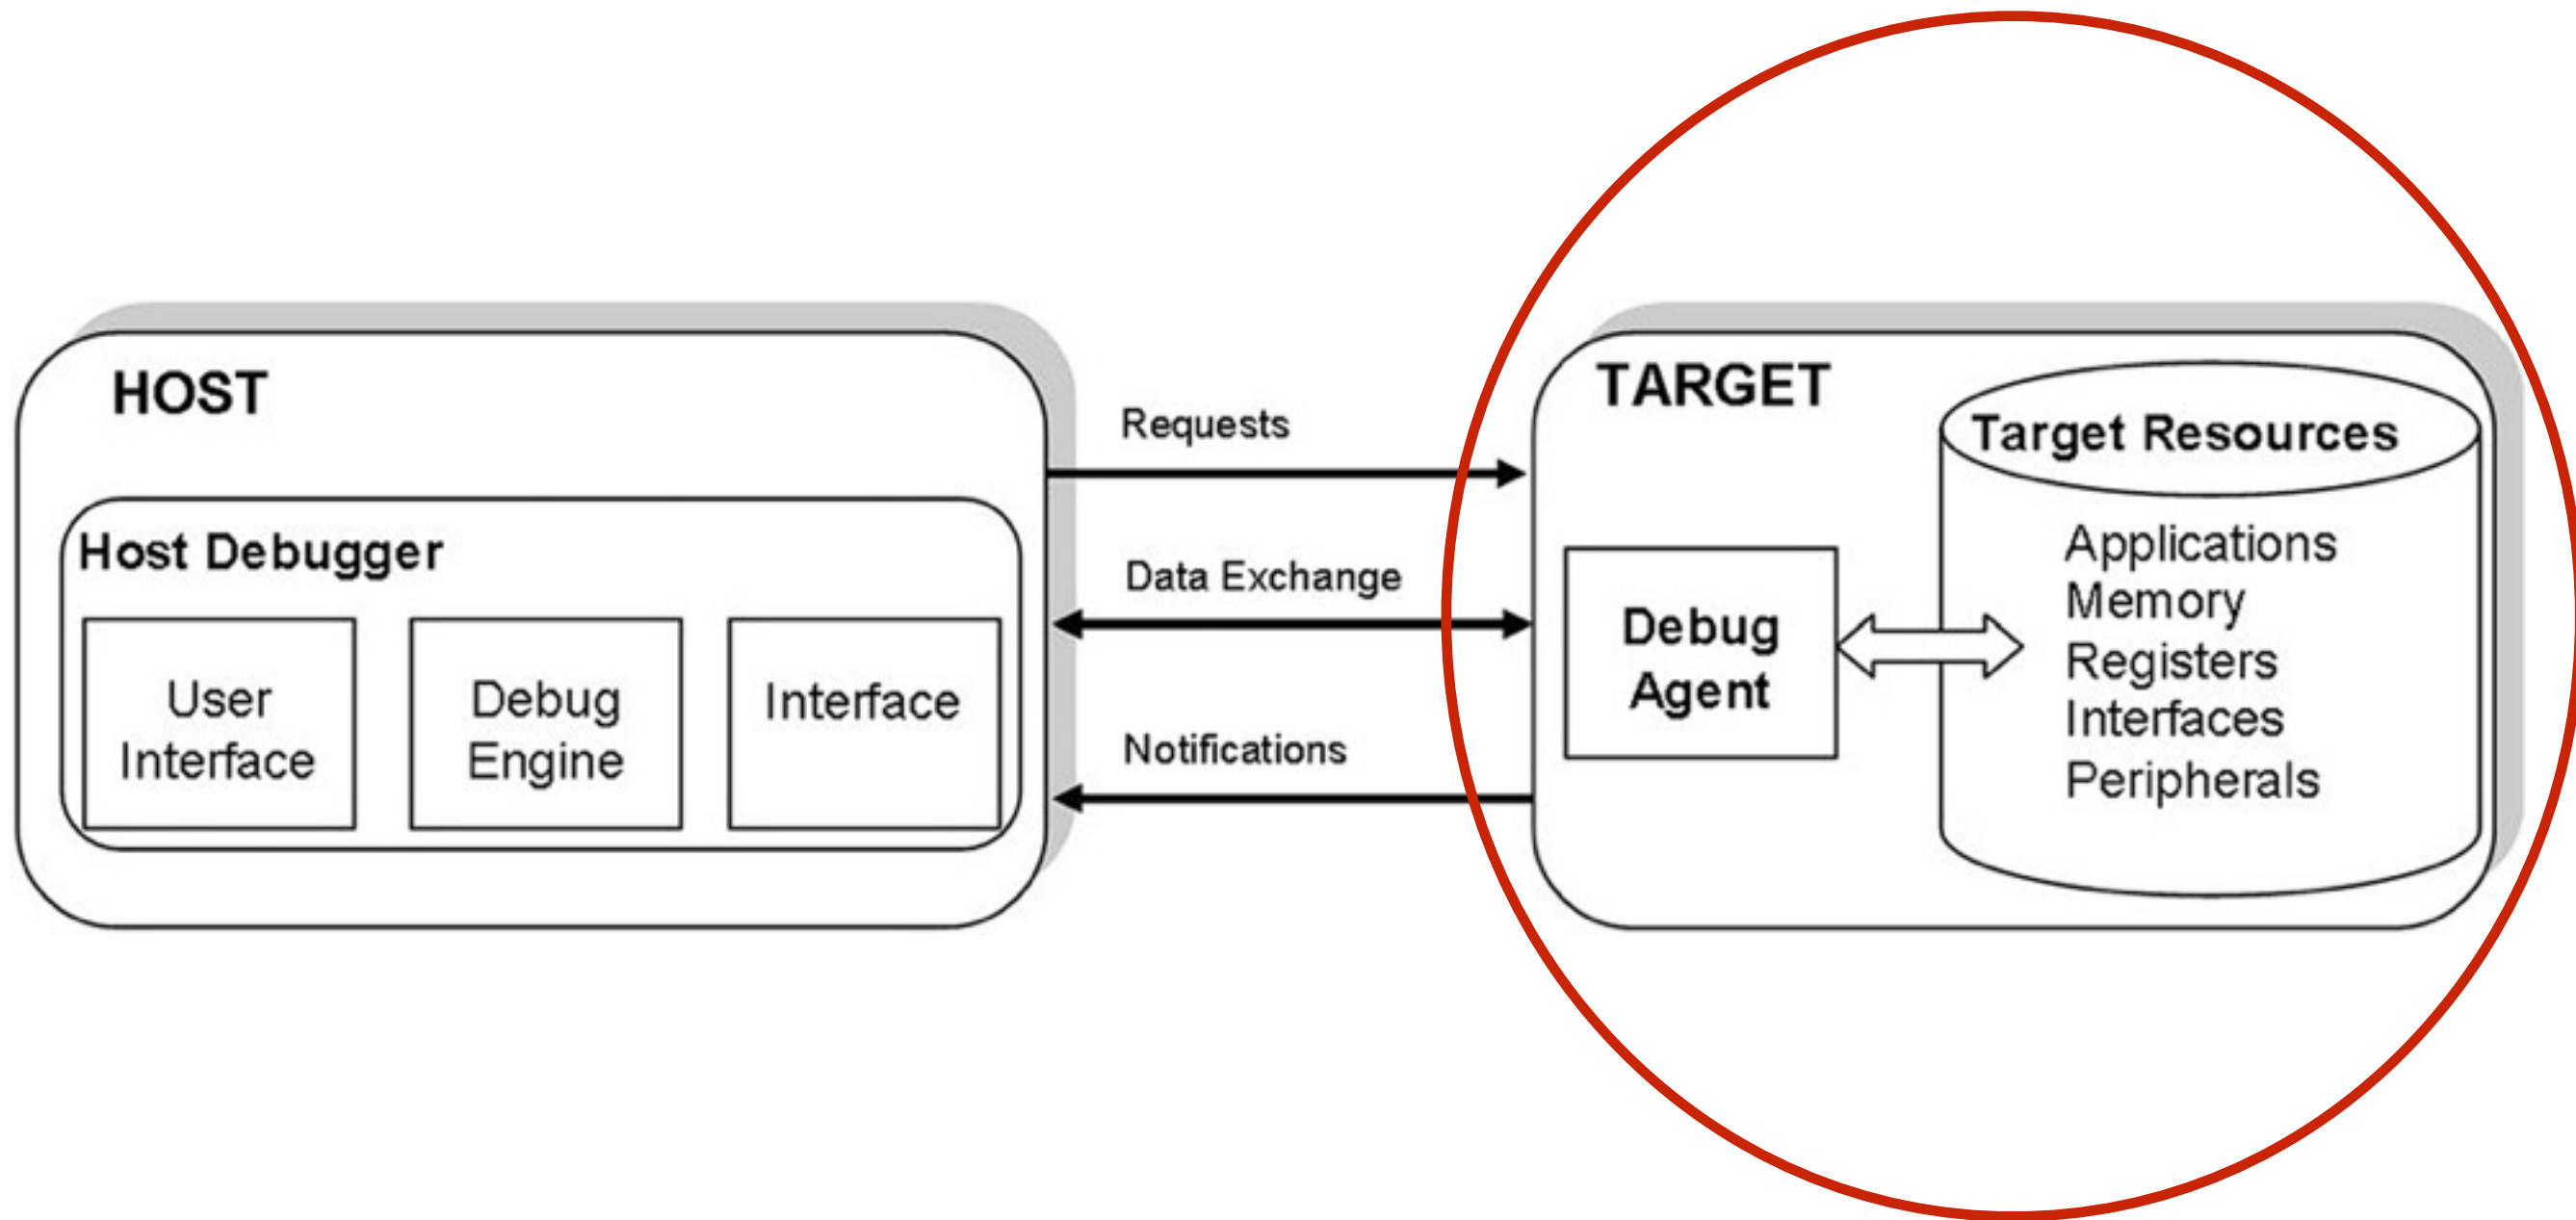 HOST
Host Debugger
User
Interface
Debug
Engine
Interface
Requests
Data Exchange
Notifications
TARGET
Debug
Agent
Target Resources
Applications
Memory
Registers
Interfaces
Peripherals